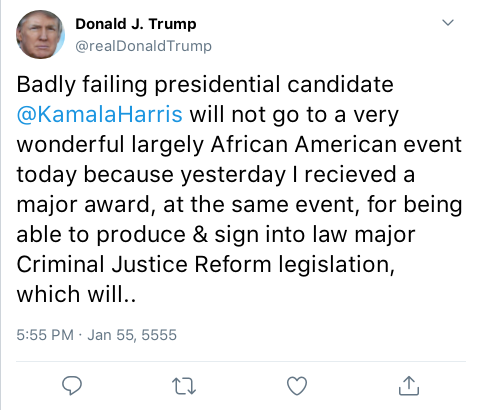 Donald J. Trump
@realDonaldTrump
Badly failing presidential candidate
@KamalaHarris will not go to a very
wonderful largely African American event
today because yesterday I recieved a
major award, at the same event, for being
able to produce & sign into law major
Criminal Justice Reform legislation,
which will..
5:55 PM · Jan 55, 5555